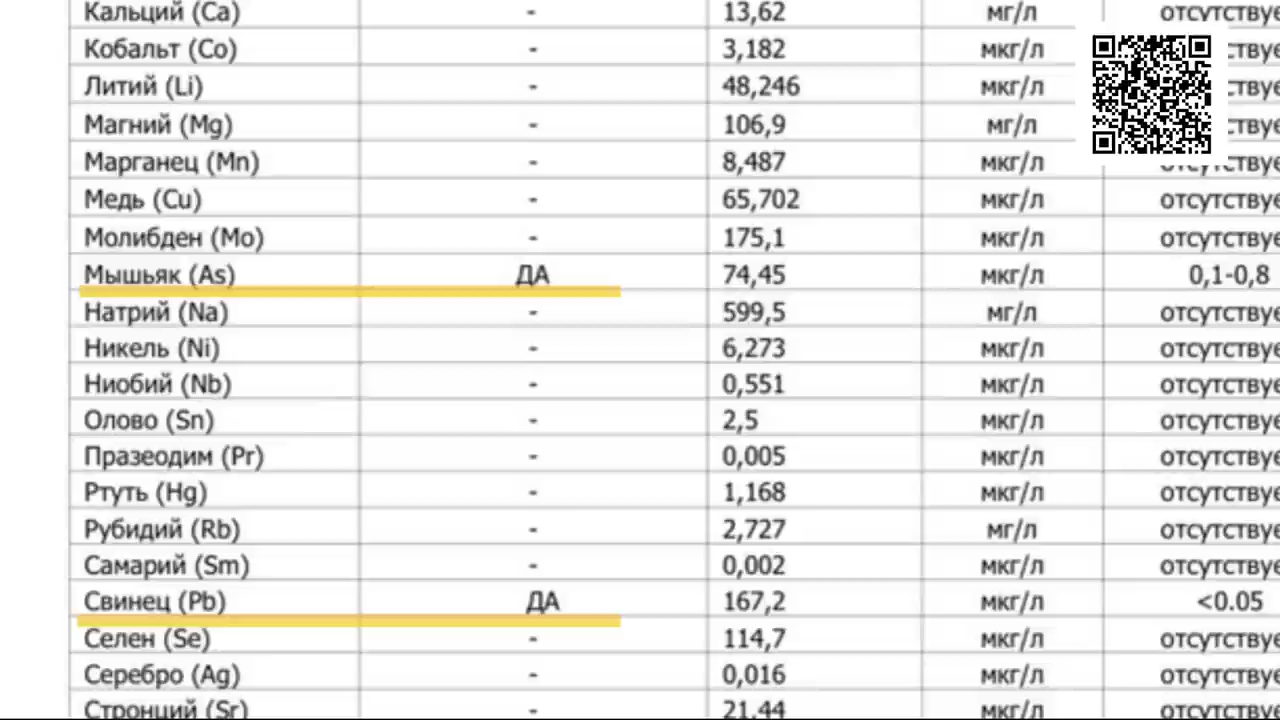 Кальций (Ca) - 13,62 мг/л отсутствуе
Кобальт (Co) - 3,182 мкг/л ствуе
Литий (Li) - 48,246 мкг/л ствуе
Магний (Mg) - 106,9 мг/л ствуе
Марганец (Mn) - 8,487 мкг/л отсутствуе
Медь (Cu) - 65,702 мкг/л отсутствуе
Молибден (Mo) - 175,1 мкг/л отсутствуе
Мышьяк (As) ДА 74,45 мкг/л 0,1-0,8
Натрий (Na) - 599,5 мг/л отсутствуе
Никель (Ni) - 6,273 мкг/л отсутствуе
Ниобий (Nb) - 0,551 мкг/л отсутствуе
Олово (Sn) - 2,5 мкг/л отсутствуе
Празеодим (Pr) - 0,005 мкг/л отсутствуе
Ртуть (Hg) - 1,168 мкг/л отсутствуе
Рубидий (Rb) - 2,727 мг/л отсутствуе
Самарий (Sm) - 0,002 мкг/л отсутствуе
Свинец (Pb) ДА 167,2 мкг/л <0.05
Селен (Se) - 114,7 мкг/л отсутствуе
Серебро (Ag) - 0,016 мкг/л отсутствуе
Стронций (Sr) - 21,44 мкг/л отсутствуе